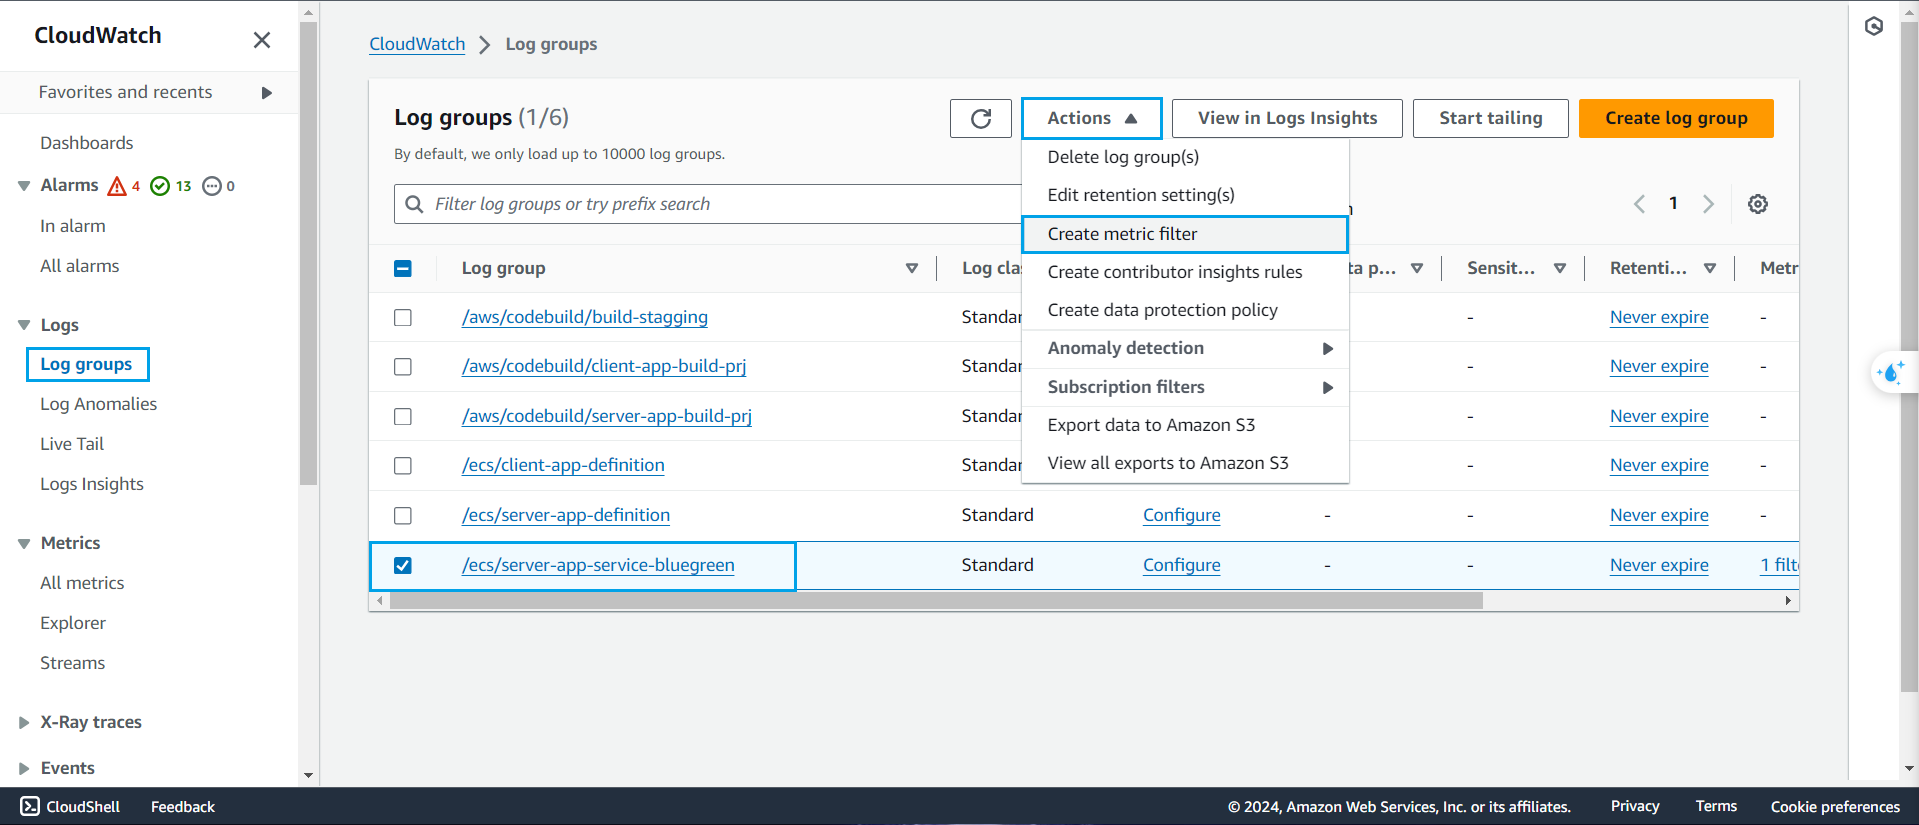 CloudWatch
Favorites and recents
Dashboards
Alarms 4 13 0
In alarm
All alarms
Logs
Log groups
Log Anomalies
Live Tail
Logs Insights
Metrics
All metrics
Explorer
Streams
X-Ray traces
Events
CloudWatch Log groups
Log groups (1/6)
Actions
View in Logs Insights
Start tailing
Create log group
By default, we only load up to 10000 log groups.
Filter log groups or try prefix search
1
Delete log group(s)
Edit retention setting(s)
Create metric filter
Create contributor insights rules
Create data protection policy
Anomaly detection
Subscription filters
Export data to Amazon S3
View all exports to Amazon S3
Log group Log cla ta p... Sensit... Retenti... Metr
/aws/codebuild/build-stagging Standar - Never expire -
/aws/codebuild/client-app-build-prj Standar - Never expire -
/aws/codebuild/server-app-build-prj Standar - Never expire -
/ecs/client-app-definition Standar - Never expire -
/ecs/server-app-definition Standard Configure - - Never expire -
/ecs/server-app-service-bluegreen Standard Configure - - Never expire 1 filt
CloudShell Feedback © 2024, Amazon Web Services, Inc. or its affiliates. Privacy Terms Cookie preferences